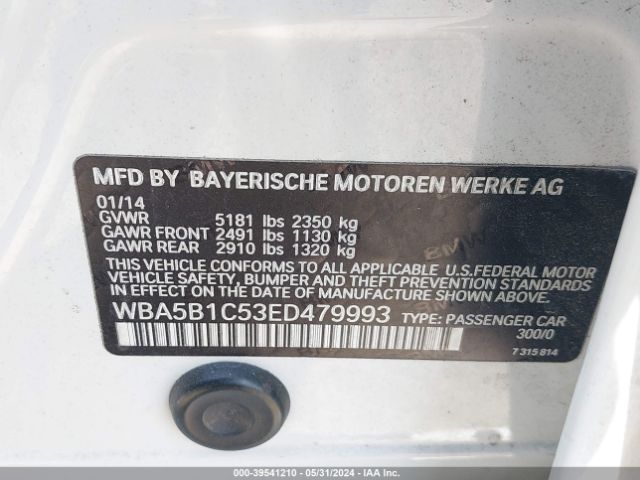 MFD BY BAYERISCHE MOTOREN WERKE AG
01/14
GVWR 5181 lbs 2350 kg
GAWR FRONT 2491 lbs 1130 kg
GAWR REAR 2910 lbs 1320 kg
THIS VEHICLE CONFORMS TO ALL APPLICABLE U.S.FEDERAL MOTOR
VEHICLE SAFETY, BUMPER AND THEFT PREVENTION STANDARDS
IN EFFECT ON THE DATE OF MANUFACTURE SHOWN ABOVE.
WBA5B1C53ED479993 TYPE: PASSENGER CAR
300/0
7 315 814
000-39541210 - 05/31/2024 - IAA Inc.